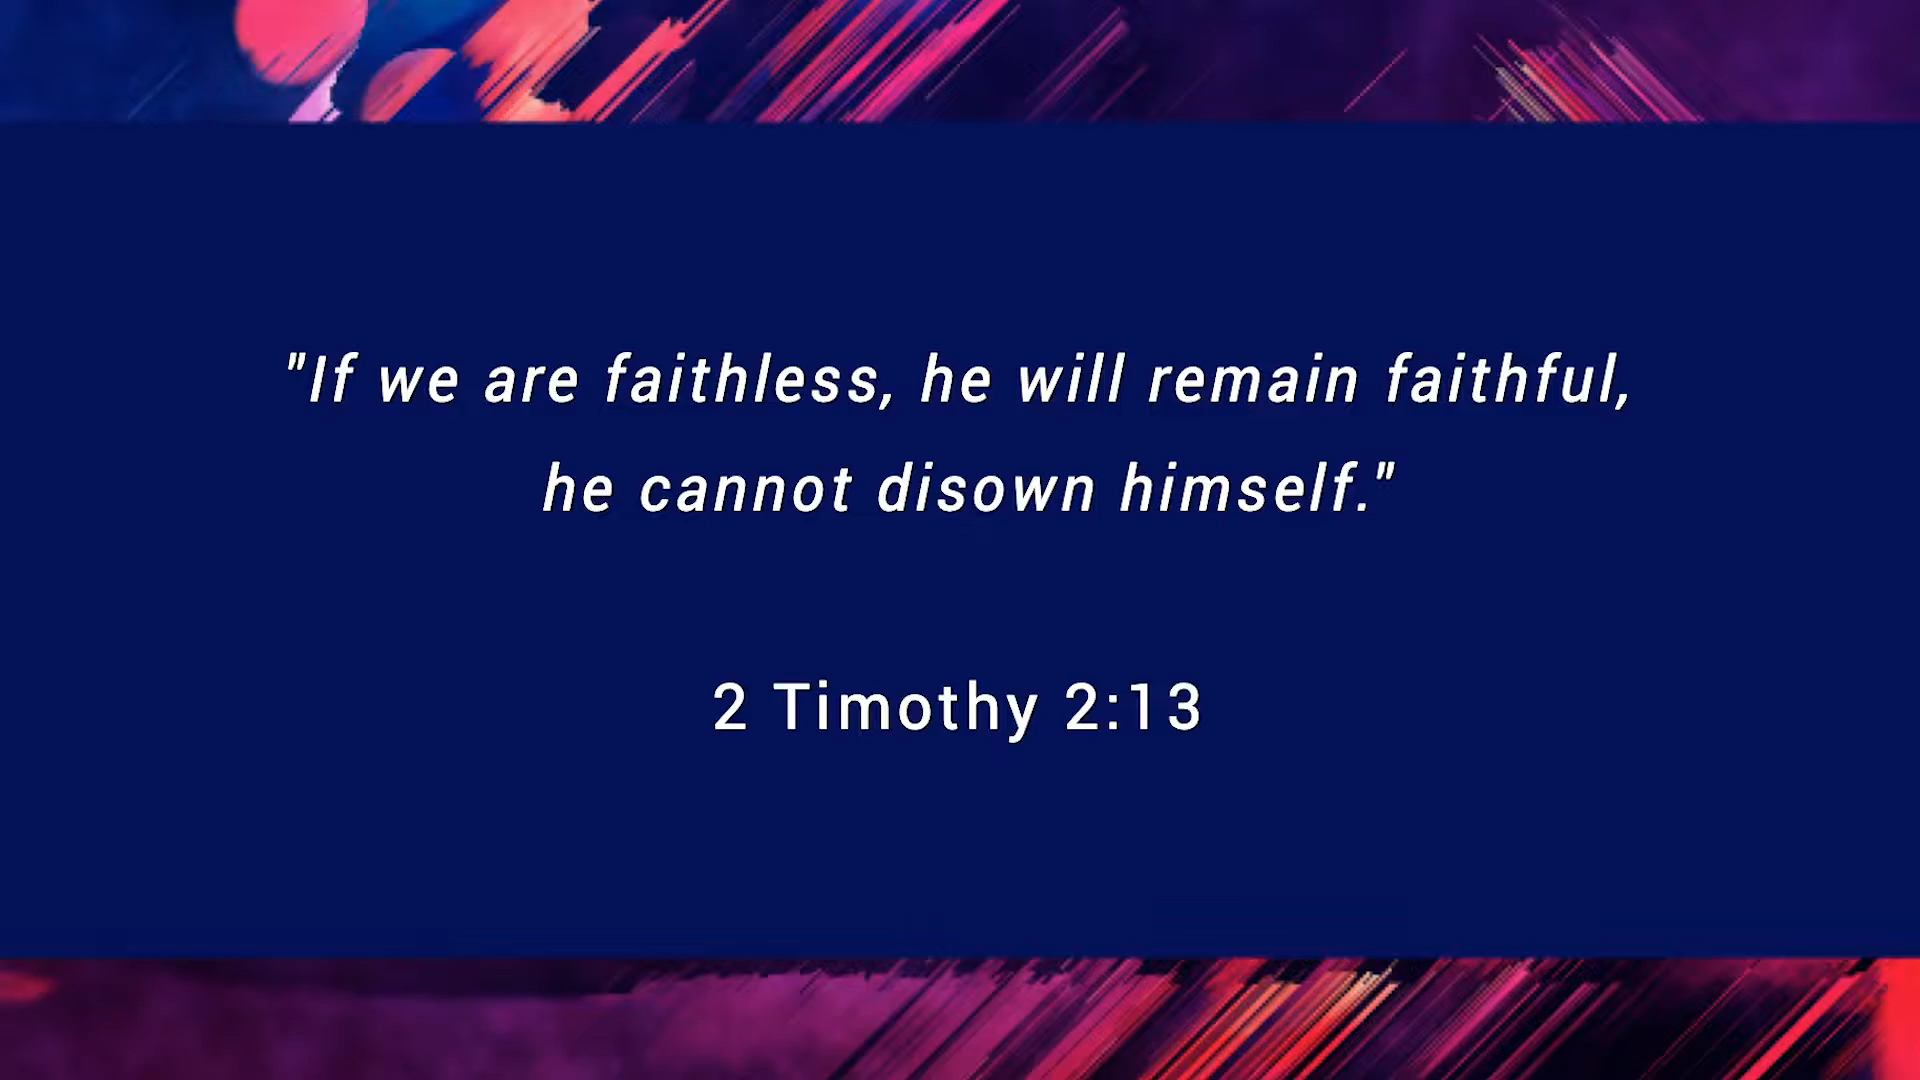 "If we are faithless, he will remain faithful,
he cannot disown himself."
2 Timothy 2:13